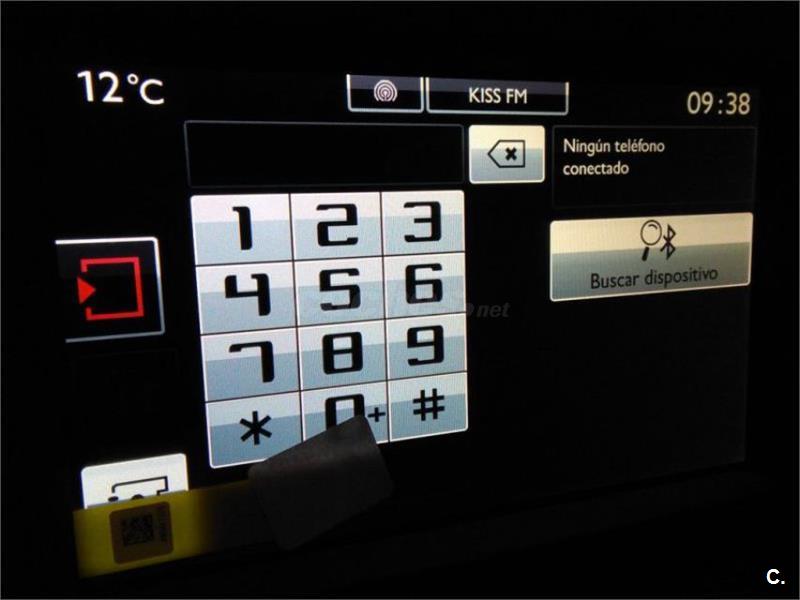 12°C
KISS FM
09:38
Ningún teléfono
conectado
1 2 3
4 5 6
7 8 9
* 0+ #
Buscar dispositivo
.net
C.